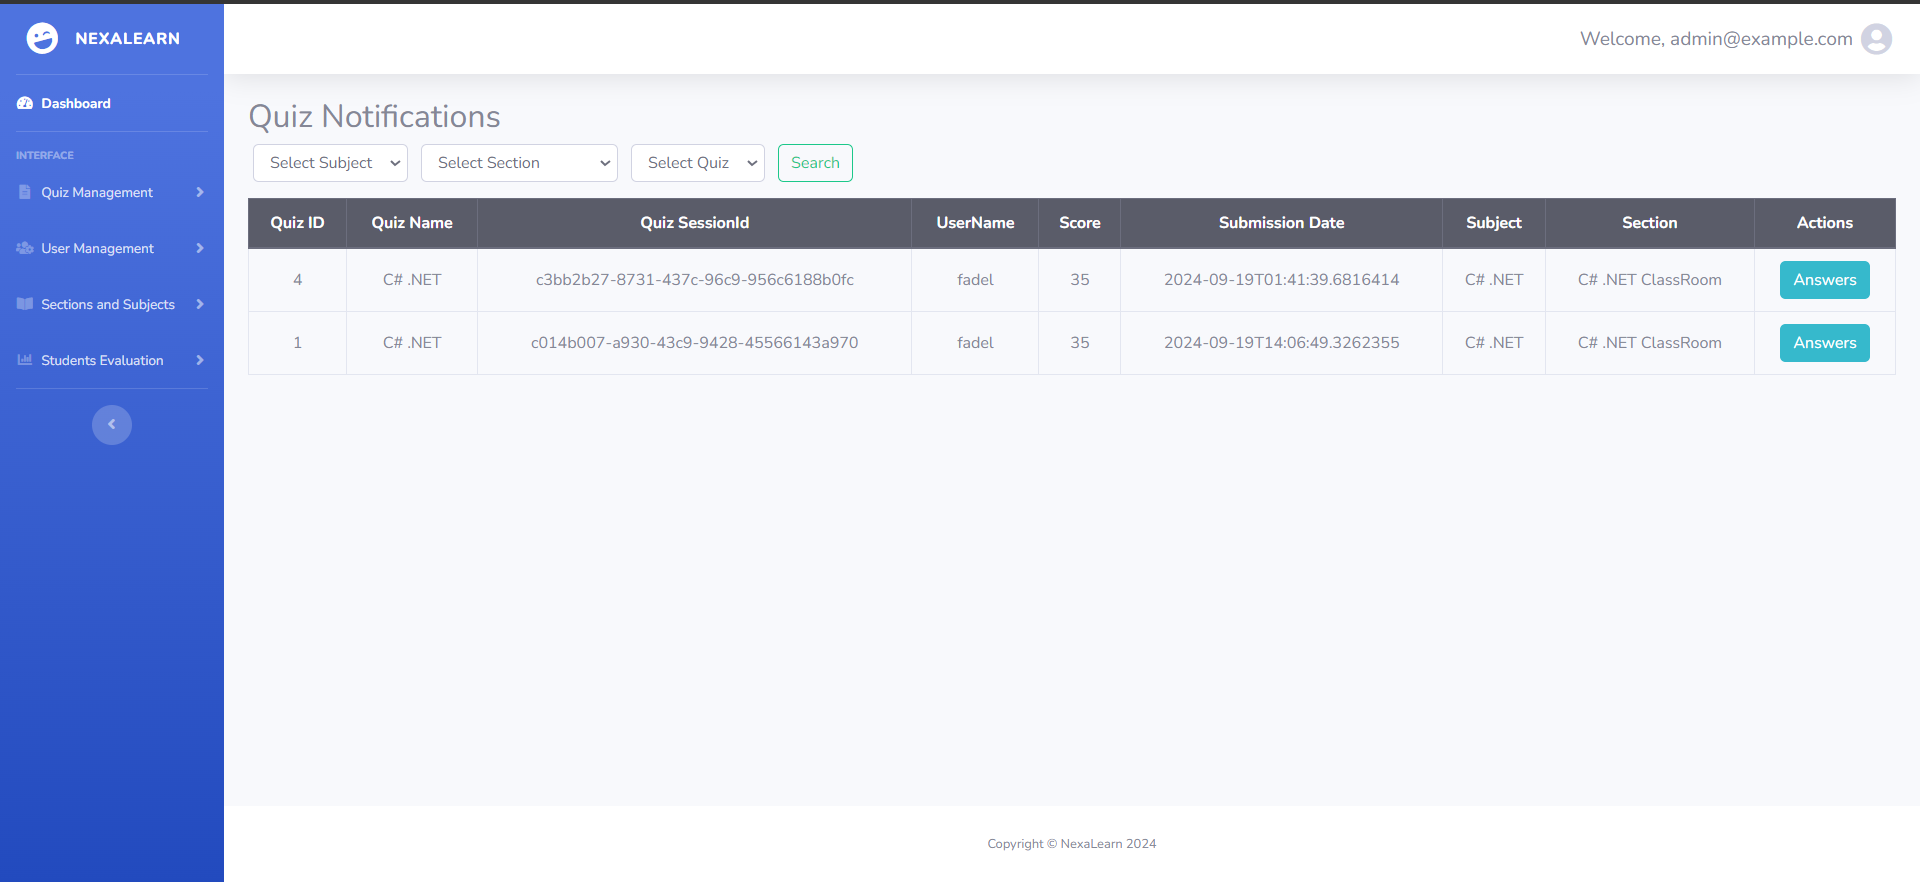 NEXALEARN
Welcome, admin@example.com
Dashboard
INTERFACE
Quiz Management
User Management
Sections and Subjects
Students Evaluation
Quiz Notifications
Select Subject Select Section Select Quiz Search
Quiz ID Quiz Name Quiz SessionId UserName Score Submission Date Subject Section Actions
4 C# .NET c3bb2b27-8731-437c-96c9-956c6188b0fc fadel 35 2024-09-19T01:41:39.6816414 C# .NET C# .NET ClassRoom Answers
1 C# .NET c014b007-a930-43c9-9428-45566143a970 fadel 35 2024-09-19T14:06:49.3262355 C# .NET C# .NET ClassRoom Answers
Copyright © NexaLearn 2024